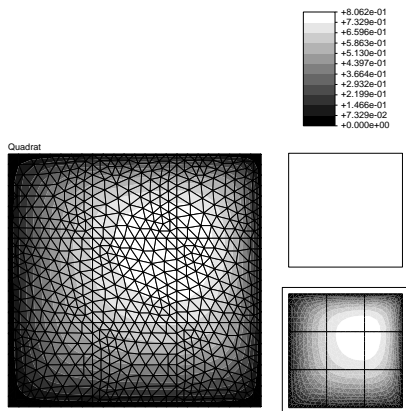 +8.062e-01
+7.329e-01
+6.596e-01
+5.863e-01
+5.130e-01
+4.397e-01
+3.664e-01
+2.932e-01
+2.199e-01
+1.466e-01
+7.329e-02
+0.000e+00
Quadrat